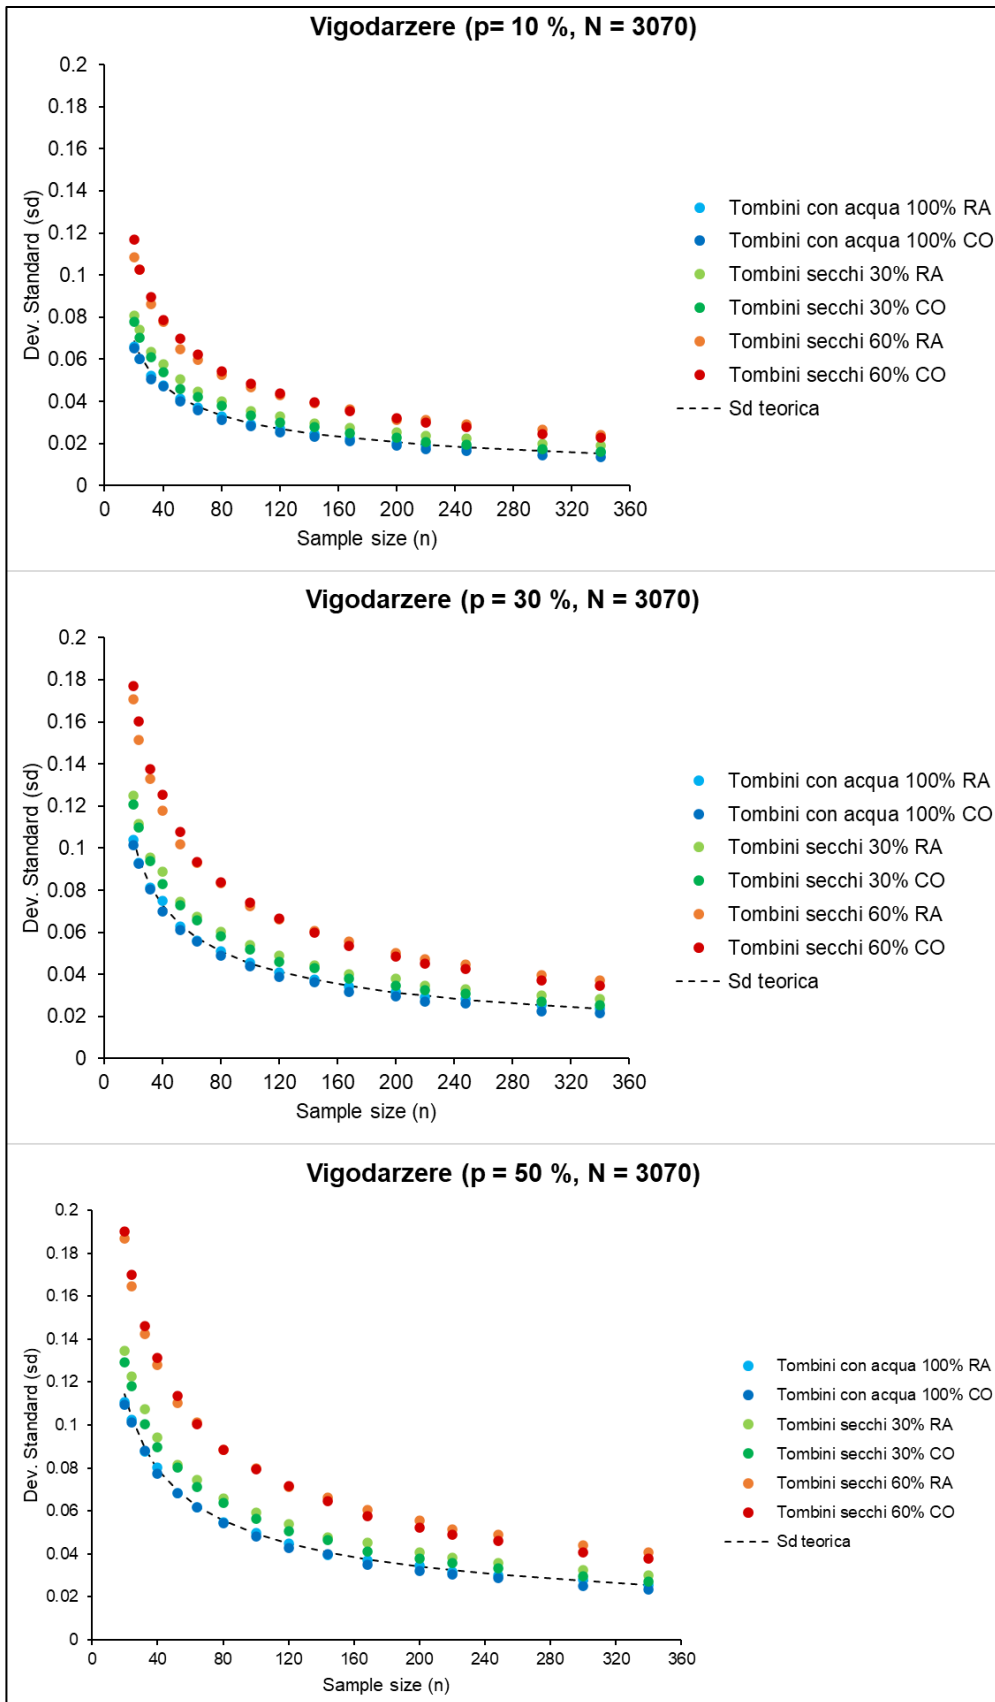 Vigodarzere (p= 10 %, N = 3070)
0.2
0.18
0.16
0.14
0.12
0.1
0.08
0.06
0.04
0.02
0
Dev. Standard (sd)
0 40 80 120 160 200 240 280 320 360
Sample size (n)
Tombini con acqua 100% RA
Tombini con acqua 100% CO
Tombini secchi 30% RA
Tombini secchi 30% CO
Tombini secchi 60% RA
Tombini secchi 60% CO
Sd teorica
Vigodarzere (p = 30 %, N = 3070)
0.2
0.18
0.16
0.14
0.12
0.1
0.08
0.06
0.04
0.02
0
Dev. Standard (sd)
0 40 80 120 160 200 240 280 320 360
Sample size (n)
Tombini con acqua 100% RA
Tombini con acqua 100% CO
Tombini secchi 30% RA
Tombini secchi 30% CO
Tombini secchi 60% RA
Tombini secchi 60% CO
Sd teorica
Vigodarzere (p = 50 %, N = 3070)
0.2
0.18
0.16
0.14
0.12
0.1
0.08
0.06
0.04
0.02
0
Dev. Standard (sd)
0 40 80 120 160 200 240 280 320 360
Sample size (n)
Tombini con acqua 100% RA
Tombini con acqua 100% CO
Tombini secchi 30% RA
Tombini secchi 30% CO
Tombini secchi 60% RA
Tombini secchi 60% CO
Sd teorica